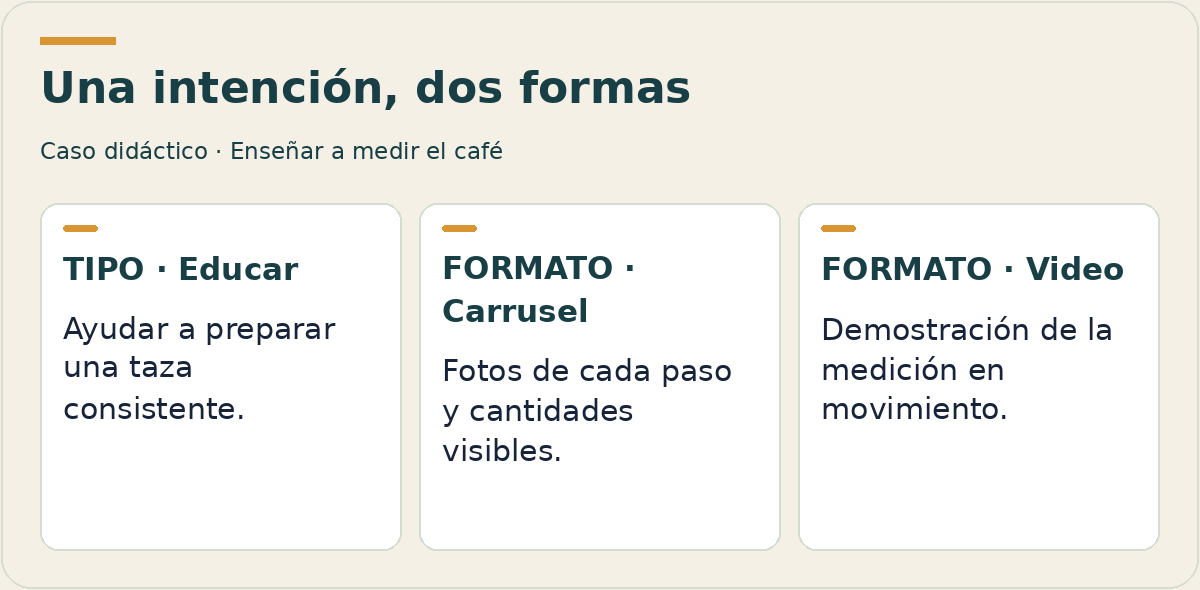 Una intención, dos formas
Caso didáctico · Enseñar a medir el café
TIPO · Educar
Ayudar a preparar
una taza
consistente.
FORMATO ·
Carrusel
Fotos de cada paso
y cantidades
visibles.
FORMATO · Video
Demostración de la
medición en
movimiento.